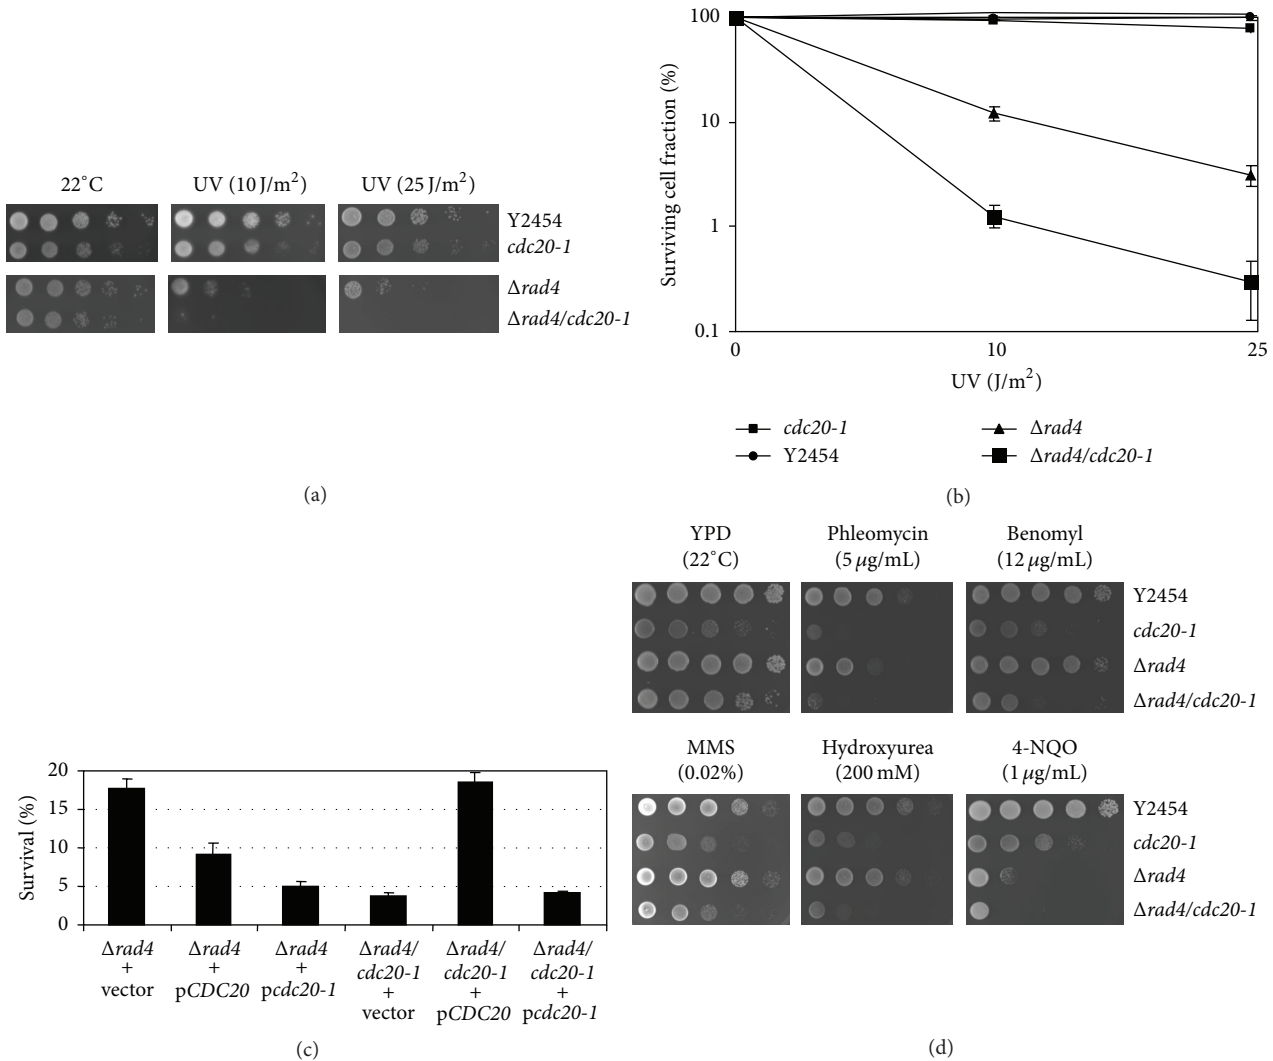 22°C
UV (10 J/m²)
UV (25 J/m²)
Y2454
cdc20-1
Δrad4
Δrad4/cdc20-1
(a)
Surviving cell fraction (%)
100
10
1
0.1
0
10
25
UV (J/m²)
cdc20-1
Y2454
Δrad4
Δrad4/cdc20-1
(b)
Survival (%)
20
15
10
5
0
Δrad4
+
vector
Δrad4
+
pCDC20
Δrad4
+
pcdc20-1
Δrad4/
cdc20-1
+
vector
Δrad4/
cdc20-1
+
pCDC20
Δrad4/
cdc20-1
+
pcdc20-1
(c)
YPD
(22°C)
Phleomycin
(5 μg/mL)
Benomyl
(12 μg/mL)
Y2454
cdc20-1
Δrad4
Δrad4/cdc20-1
MMS
(0.02%)
Hydroxyurea
(200 mM)
4-NQO
(1 μg/mL)
Y2454
cdc20-1
Δrad4
Δrad4/cdc20-1
(d)